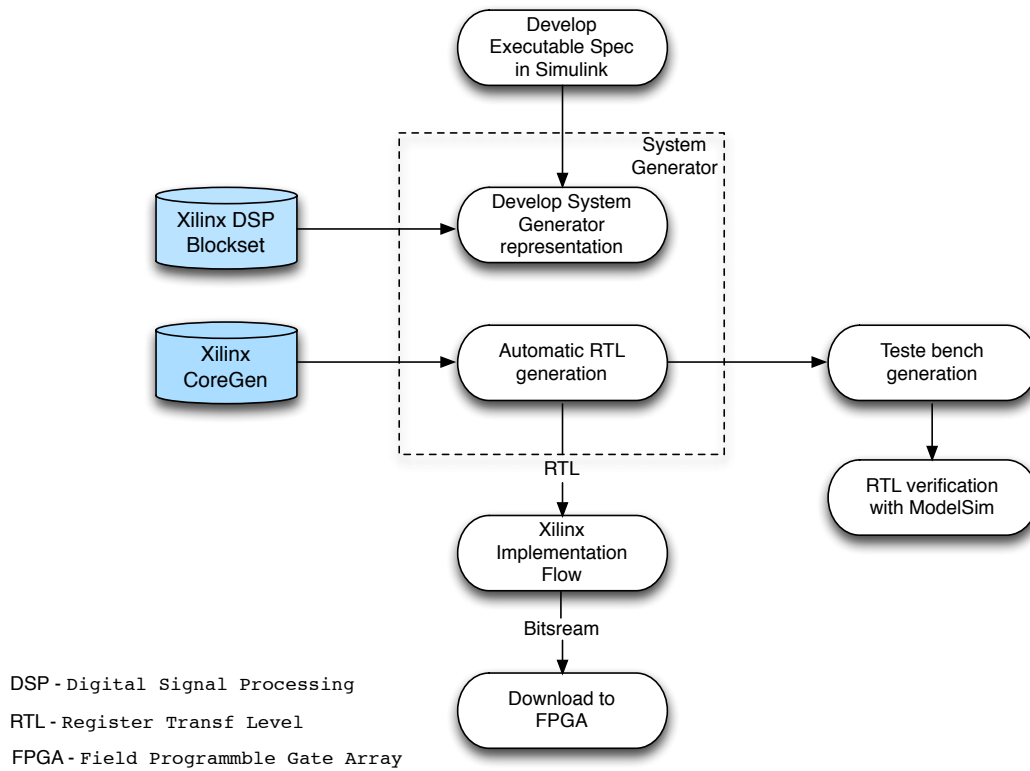 Develop
Executable Spec
in Simulink
System
Generator
Xilinx DSP
Blockset
Develop System
Generator
representation
Xilinx
CoreGen
Automatic RTL
generation
Teste bench
generation
RTL
RTL verification
with ModelSim
Xilinx
Implementation
Flow
Bitsream
Download to
FPGA
DSP - Digital Signal Processing
RTL - Register Transf Level
FPGA - Field Programmble Gate Array